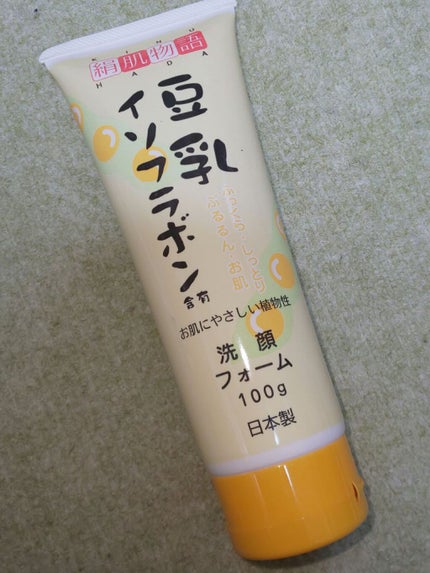 KINU
絹肌物語
HADA
豆乳
イソフラボン
含有
ふっくら・しっとり
ぷるるん・お肌
お肌にやさしい植物性
洗顔
フォーム
100g
日本製